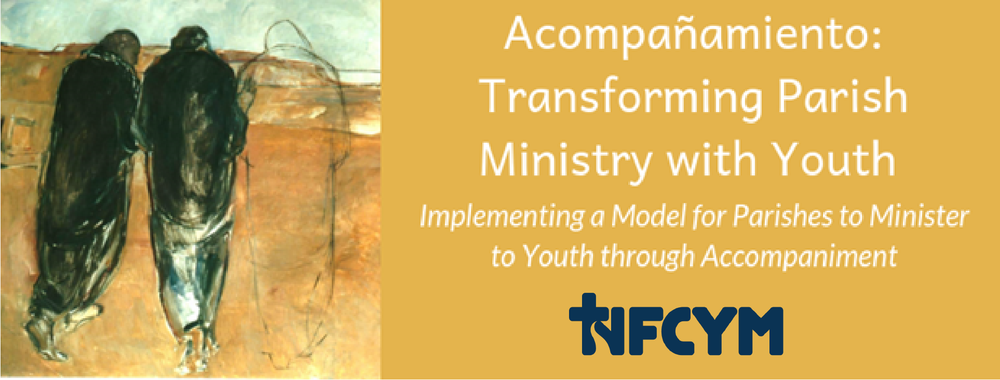 Acompañamiento:
Transforming Parish
Ministry with Youth
Implementing a Model for Parishes to Minister
to Youth through Accompaniment
NFCYM